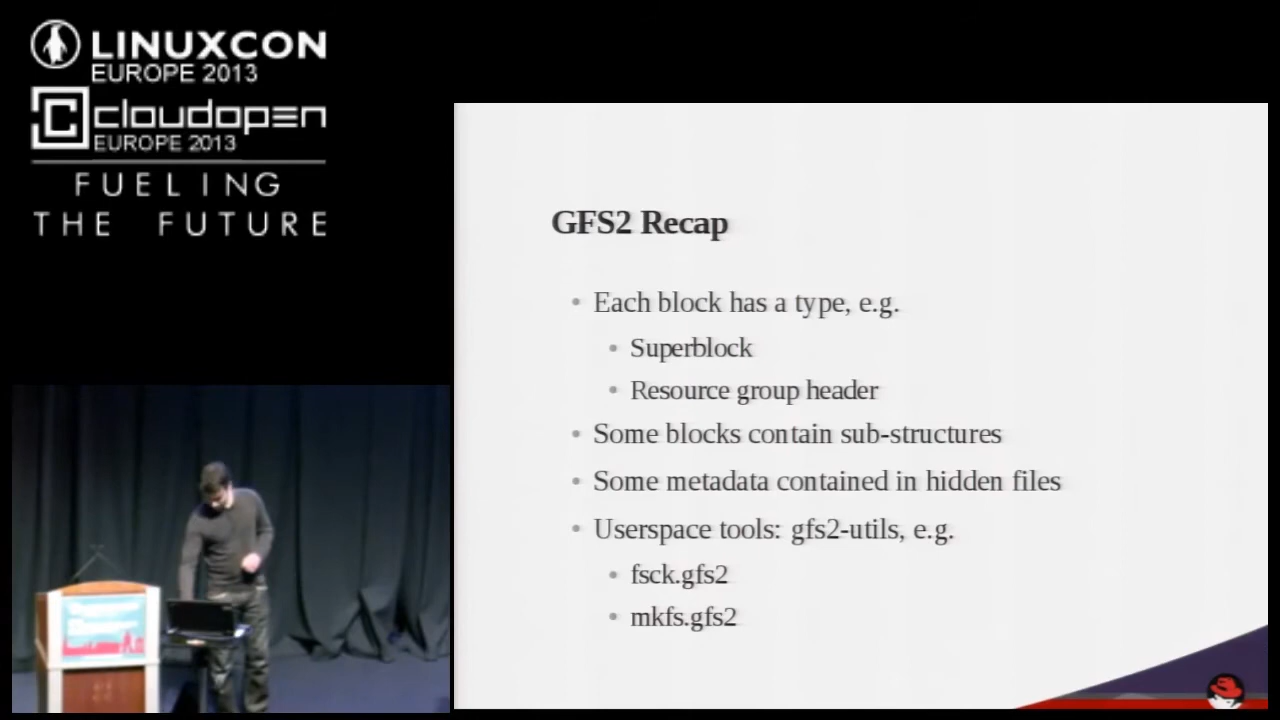 LINUXCON
EUROPE 2013
cloudopen
EUROPE 2013
FUELING
THE FUTURE
GFS2 Recap
Each block has a type, e.g.
Superblock
Resource group header
Some blocks contain sub-structures
Some metadata contained in hidden files
Userspace tools: gfs2-utils, e.g.
fsck.gfs2
mkfs.gfs2